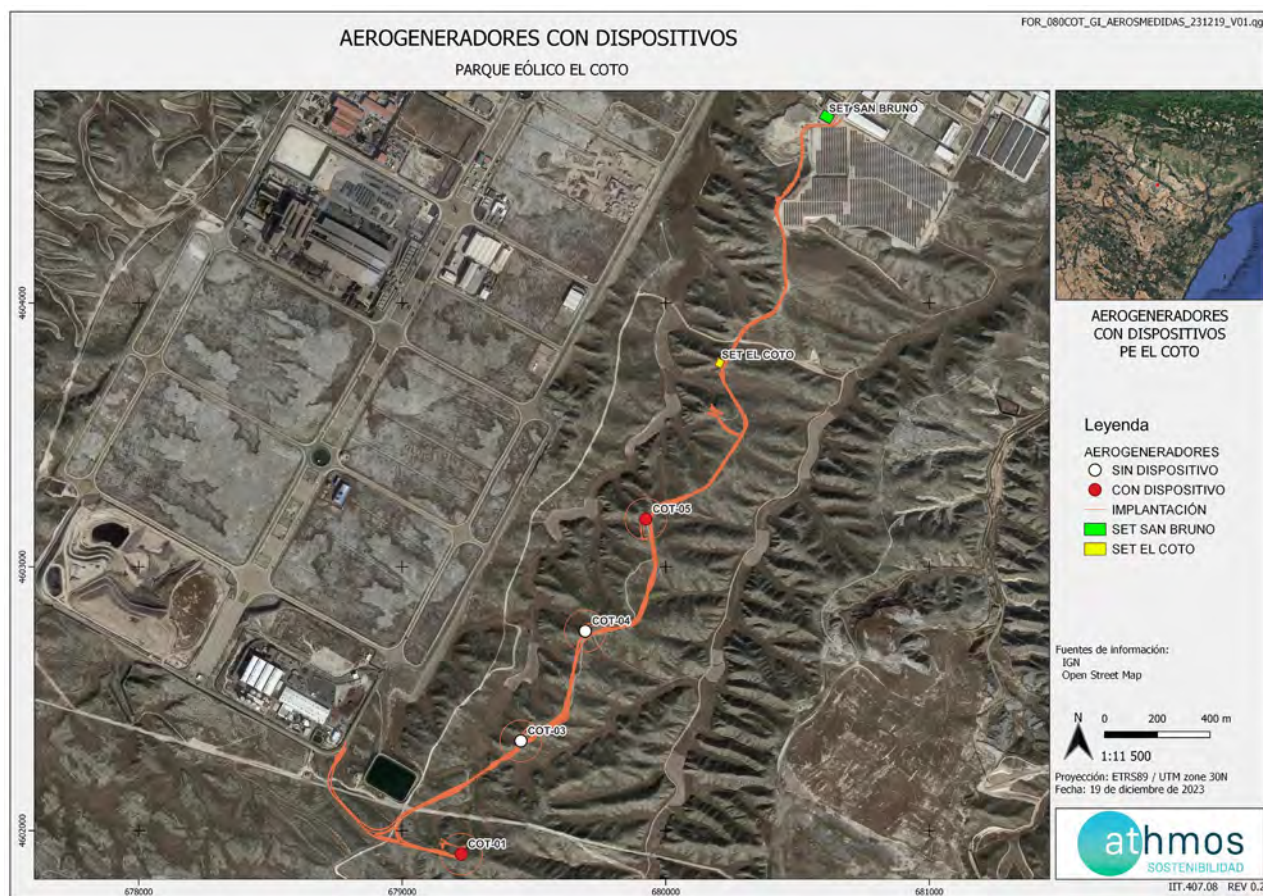 FOR_080COT_GI_AEROSMEDIDAS_231219_V01.qg
AEROGENERADORES CON DISPOSITIVOS
PARQUE EÓLICO EL COTO
SET SAN BRUNO
4604000
SET EL COTO
COT-05
4603000
COT-04
COT-03
COT-01
4602000
678000
679000
680000
681000
AEROGENERADORES
CON DISPOSITIVOS
PE EL COTO
Leyenda
AEROGENERADORES
SIN DISPOSITIVO
CON DISPOSITIVO
IMPLANTACIÓN
SET SAN BRUNO
SET EL COTO
Fuentes de información:
IGN
Open Street Map
N
0 200 400 m
1:11 500
Proyección: ETRS89 / UTM zone 30N
Fecha: 19 de diciembre de 2023
athmos
SOSTENIBILIDAD
IIT.407.08 REV 0.2